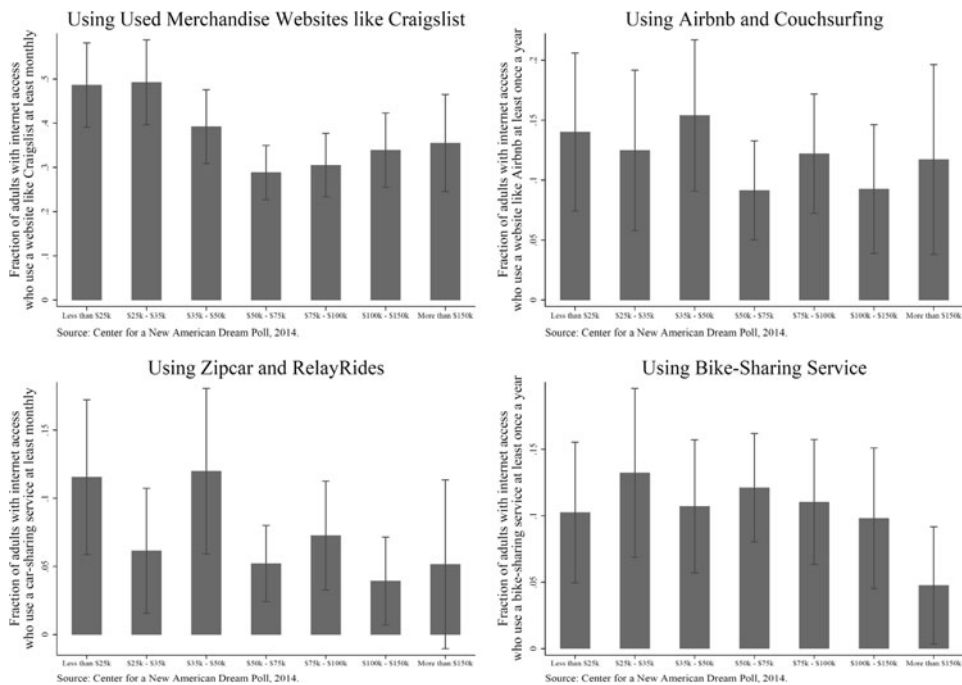 Using Used Merchandise Websites like Craigslist
Fraction of adults with internet access
who use a website like Craigslist at least monthly
.5
.4
.3
.2
.1
0
Less than $25k $25k - $35k $35k - $50k $50k - $75k $75k - $100k $100k - $150k More than $150k
Source: Center for a New American Dream Poll, 2014.
Using Airbnb and Couchsurfing
Fraction of adults with internet access
who use a website like Airbnb at least once a year
.2
.15
.1
.05
0
Less than $25k $25k - $35k $35k - $50k $50k - $75k $75k - $100k $100k - $150k More than $150k
Source: Center for a New American Dream Poll, 2014.
Using Zipcar and RelayRides
Fraction of adults with internet access
who use a car-sharing service at least monthly
.15
.1
.05
0
Less than $25k $25k - $35k $35k - $50k $50k - $75k $75k - $100k $100k - $150k More than $150k
Source: Center for a New American Dream Poll, 2014.
Using Bike-Sharing Service
Fraction of adults with internet access
who use a bike-sharing service at least once a year
.15
.1
.05
0
Less than $25k $25k - $35k $35k - $50k $50k - $75k $75k - $100k $100k - $150k More than $150k
Source: Center for a New American Dream Poll, 2014.